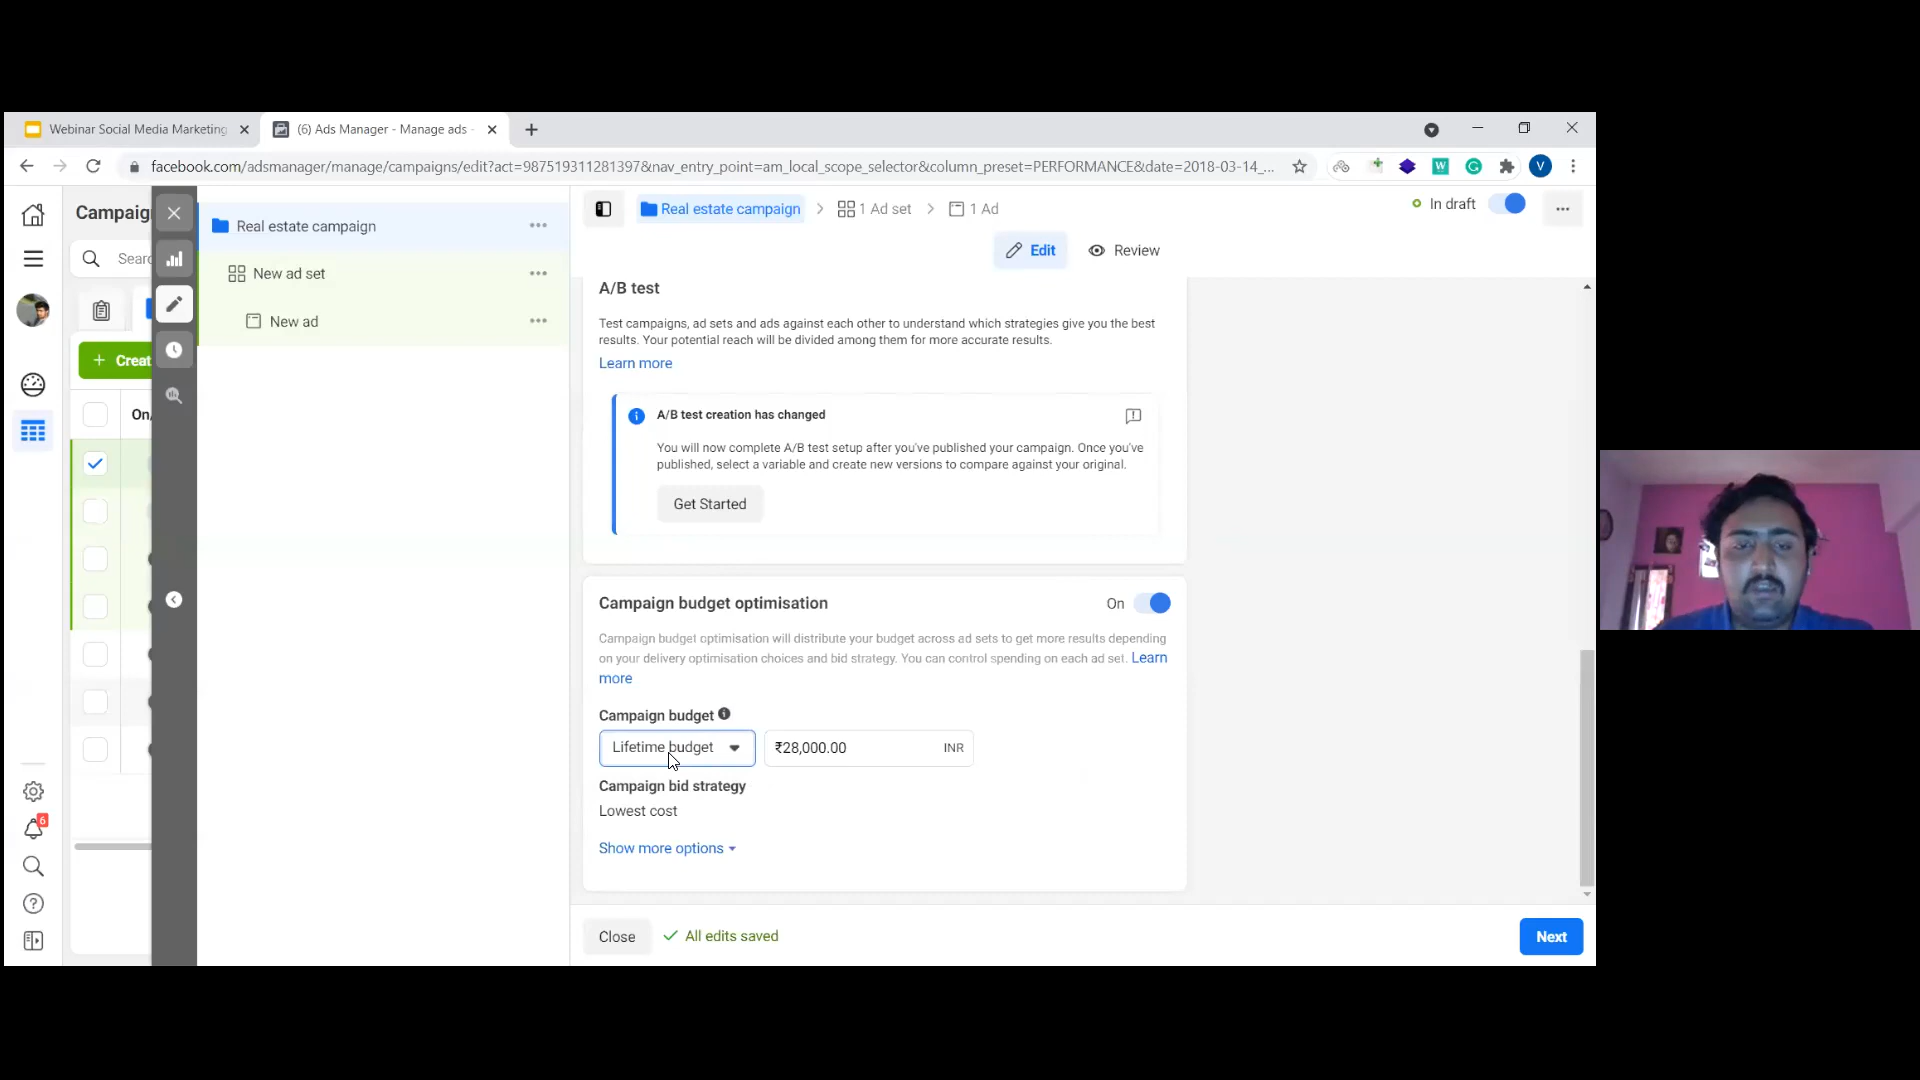 Webinar Social Media Marketing
(6) Ads Manager - Manage ads -
facebook.com/adsmanager/manage/campaigns/edit?act=987519311281397&nav_entry_point=am_local_scope_selector&column_preset=PERFORMANCE&date=2018-03-14_...
W
G
V
Campaig
Searc
+ Creat
On/
6
Real estate campaign
New ad set
New ad
Real estate campaign > 1 Ad set > 1 Ad
In draft
Edit
Review
A/B test
Test campaigns, ad sets and ads against each other to understand which strategies give you the best
results. Your potential reach will be divided among them for more accurate results.
Learn more
A/B test creation has changed
You will now complete A/B test setup after you've published your campaign. Once you've
published, select a variable and create new versions to compare against your original.
Get Started
Campaign budget optimisation
On
Campaign budget optimisation will distribute your budget across ad sets to get more results depending
on your delivery optimisation choices and bid strategy. You can control spending on each ad set. Learn
more
Campaign budget
Lifetime budget
₹28,000.00 INR
Campaign bid strategy
Lowest cost
Show more options
Close
All edits saved
Next